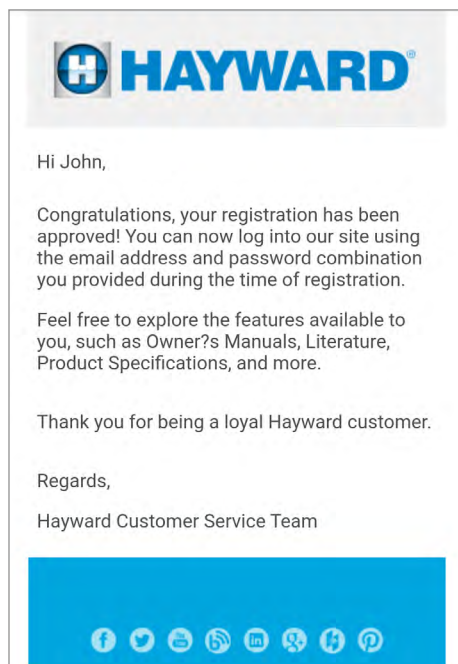 H HAYWARD®
Hi John,
Congratulations, your registration has been
approved! You can now log into our site using
the email address and password combination
you provided during the time of registration.
Feel free to explore the features available to
you, such as Owner?s Manuals, Literature,
Product Specifications, and more.
Thank you for being a loyal Hayward customer.
Regards,
Hayward Customer Service Team